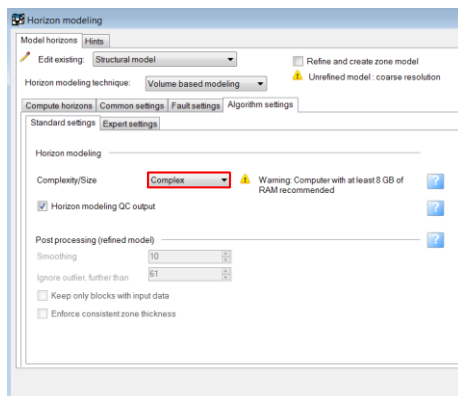 Horizon modeling
Model horizons Hints
Edit existing: Structural model Refine and create zone model
Horizon modeling technique: Volume based modeling Unrefined model : coarse resolution
Compute horizons Common settings Fault settings Algorithm settings
Standard settings Expert settings
Horizon modeling
Complexity/Size Complex Warning: Computer with at least 8 GB of
RAM recommended
?
Horizon modeling QC output ?
Post processing (refined model) ?
Smoothing 10
Ignore outlier, further than 61
Keep only blocks with input data
Enforce consistent zone thickness